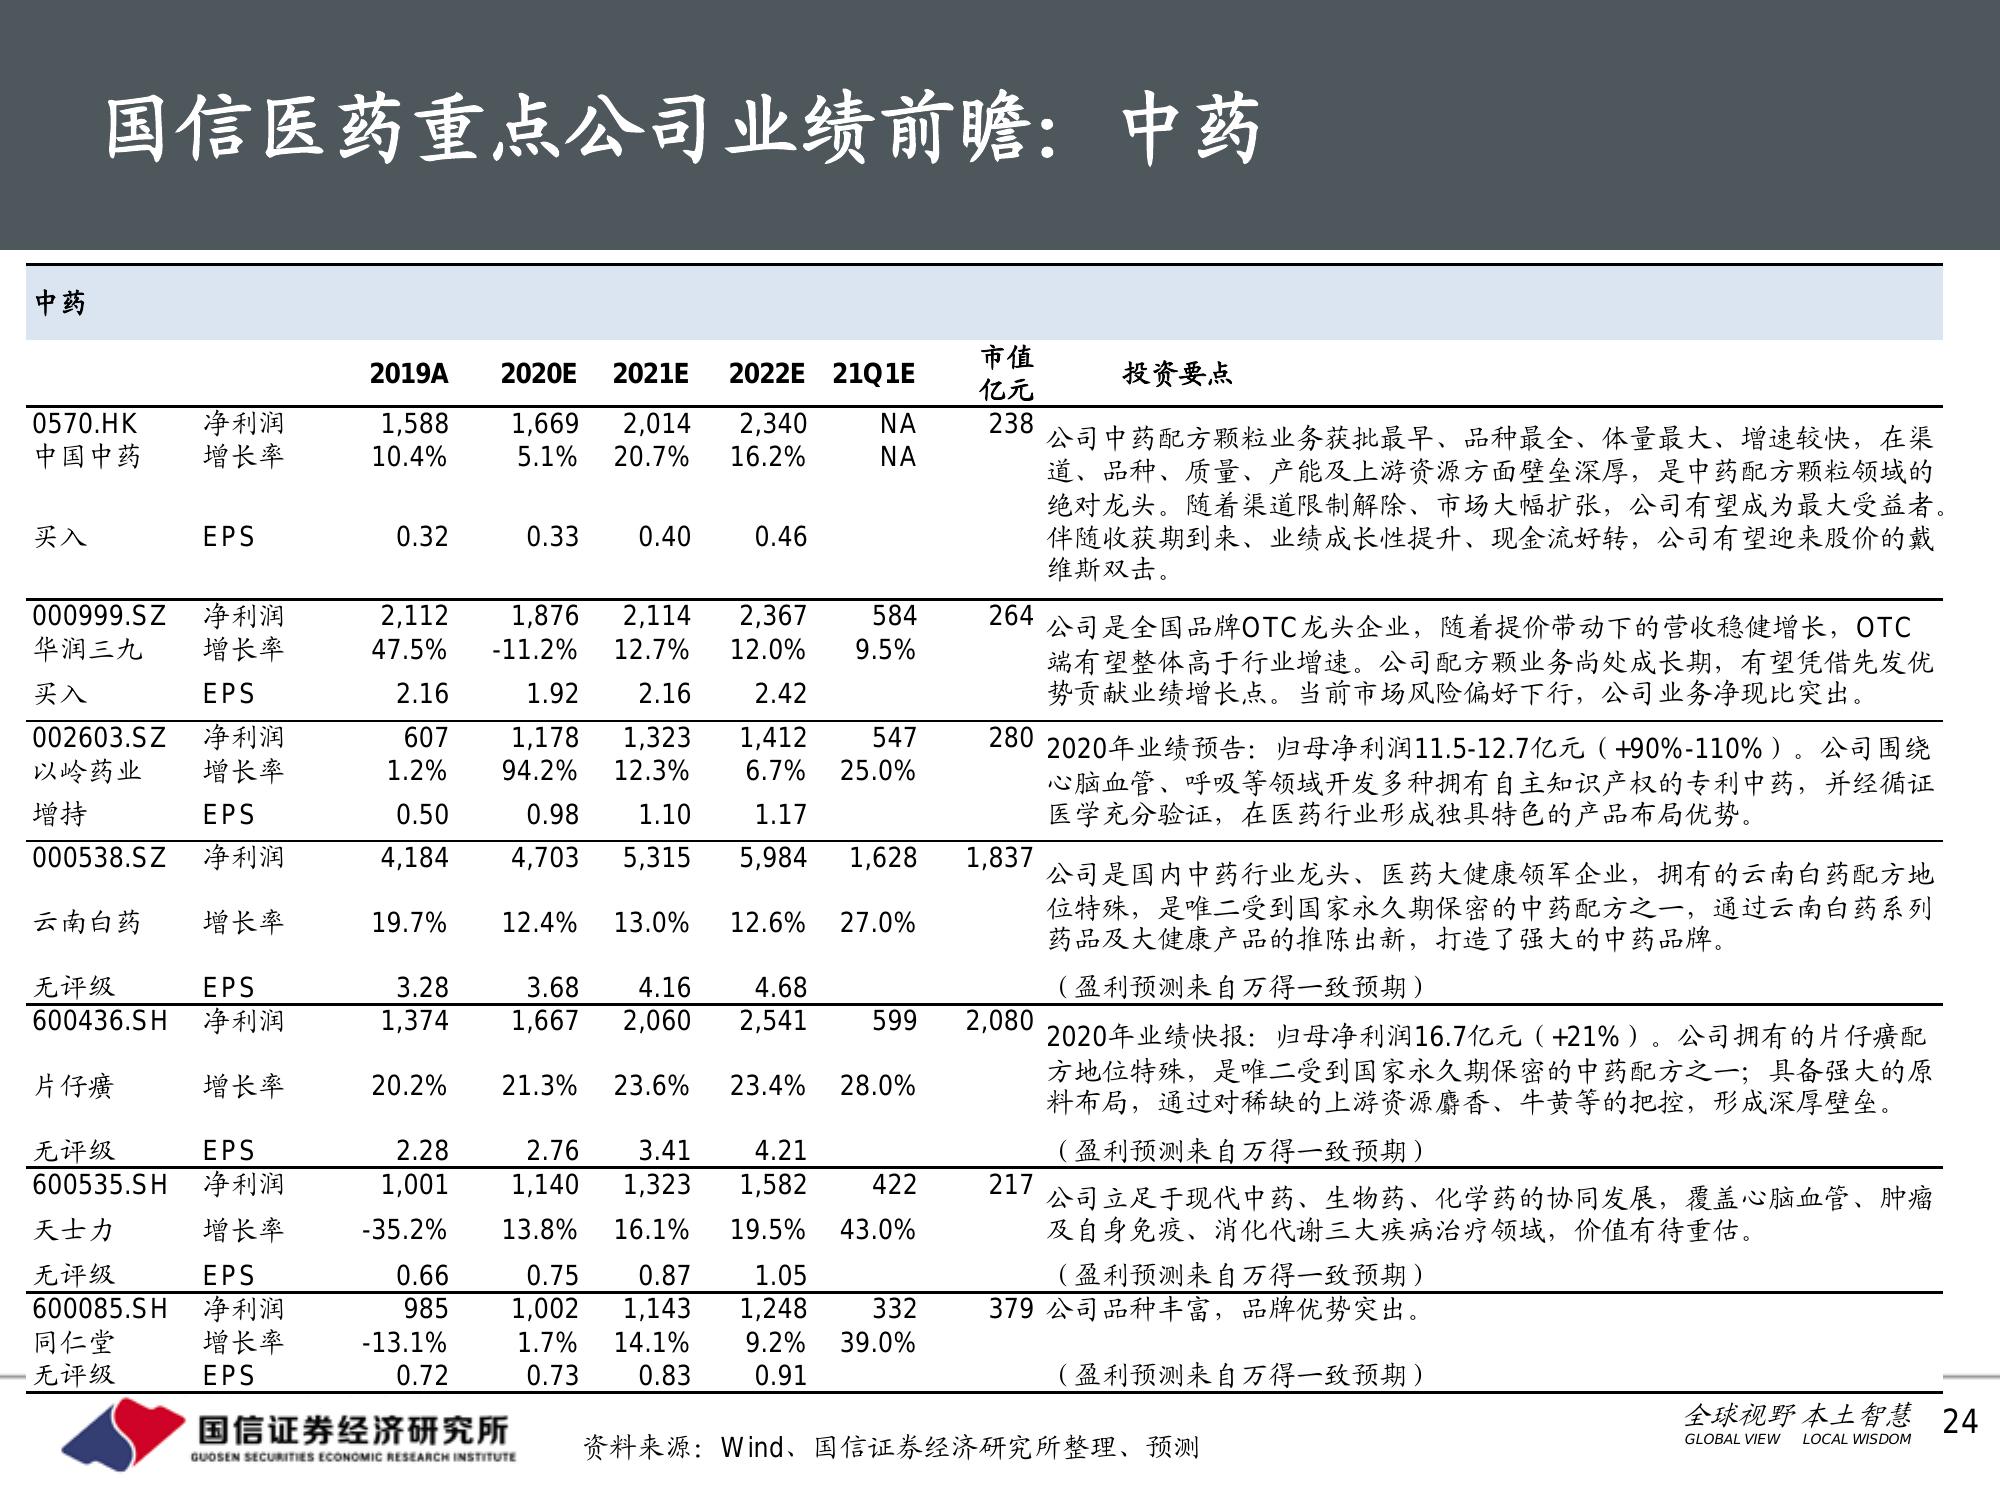 国信医药重点公司业绩前瞻：中药
中药
2019A 2020E 2021E 2022E 21Q1E 市值 亿元 投资要点
0570.HK 净利润 1,588 1,669 2,014 2,340 NA 238
中国中药 增长率 10.4% 5.1% 20.7% 16.2% NA
买入 EPS 0.32 0.33 0.40 0.46
公司中药配方颗粒业务获批最早、品种最全、体量最大、增速较快，在渠
道、品种、质量、产能及上游资源方面壁垒深厚，是中药配方颗粒领域的
绝对龙头。随着渠道限制解除、市场大幅扩张，公司有望成为最大受益者。
伴随收获期到来、业绩成长性提升、现金流好转，公司有望迎来股价的戴
维斯双击。
000999.SZ 净利润 2,112 1,876 2,114 2,367 584 264
华润三九 增长率 47.5% -11.2% 12.7% 12.0% 9.5%
买入 EPS 2.16 1.92 2.16 2.42
公司是全国品牌OTC龙头企业，随着提价带动下的营收稳健增长，OTC
端有望整体高于行业增速。公司配方颗业务尚处成长期，有望凭借先发优
势贡献业绩增长点。当前市场风险偏好下行，公司业务净现比突出。
002603.SZ 净利润 607 1,178 1,323 1,412 547 280
以岭药业 增长率 1.2% 94.2% 12.3% 6.7% 25.0%
增持 EPS 0.50 0.98 1.10 1.17
2020年业绩预告：归母净利润11.5-12.7亿元（+90%-110%）。公司围绕
心脑血管、呼吸等领域开发多种拥有自主知识产权的专利中药，并经循证
医学充分验证，在医药行业形成独具特色的产品布局优势。
000538.SZ 净利润 4,184 4,703 5,315 5,984 1,628 1,837
云南白药 增长率 19.7% 12.4% 13.0% 12.6% 27.0%
无评级 EPS 3.28 3.68 4.16 4.68
公司是国内中药行业龙头、医药大健康领军企业，拥有的云南白药配方地
位特殊，是唯二受到国家永久期保密的中药配方之一，通过云南白药系列
药品及大健康产品的推陈出新，打造了强大的中药品牌。
（盈利预测来自万得一致预期）
600436.SH 净利润 1,374 1,667 2,060 2,541 599 2,080
片仔癀 增长率 20.2% 21.3% 23.6% 23.4% 28.0%
无评级 EPS 2.28 2.76 3.41 4.21
2020年业绩快报：归母净利润16.7亿元（+21%）。公司拥有的片仔癀配
方地位特殊，是唯二受到国家永久期保密的中药配方之一；具备强大的原
料布局，通过对稀缺的上游资源麝香、牛黄等的把控，形成深厚壁垒。
（盈利预测来自万得一致预期）
600535.SH 净利润 1,001 1,140 1,323 1,582 422 217
天士力 增长率 -35.2% 13.8% 16.1% 19.5% 43.0%
无评级 EPS 0.66 0.75 0.87 1.05
公司立足于现代中药、生物药、化学药的协同发展，覆盖心脑血管、肿瘤
及自身免疫、消化代谢三大疾病治疗领域，价值有待重估。
（盈利预测来自万得一致预期）
600085.SH 净利润 985 1,002 1,143 1,248 332 379
同仁堂 增长率 -13.1% 1.7% 14.1% 9.2% 39.0%
无评级 EPS 0.72 0.73 0.83 0.91
公司品种丰富，品牌优势突出。
（盈利预测来自万得一致预期）
国信证券经济研究所
GUOSEN SECURITIES ECONOMIC RESEARCH INSTITUTE
资料来源：Wind、国信证券经济研究所整理、预测
全球视野 本土智慧
GLOBAL VIEW LOCAL WISDOM
24